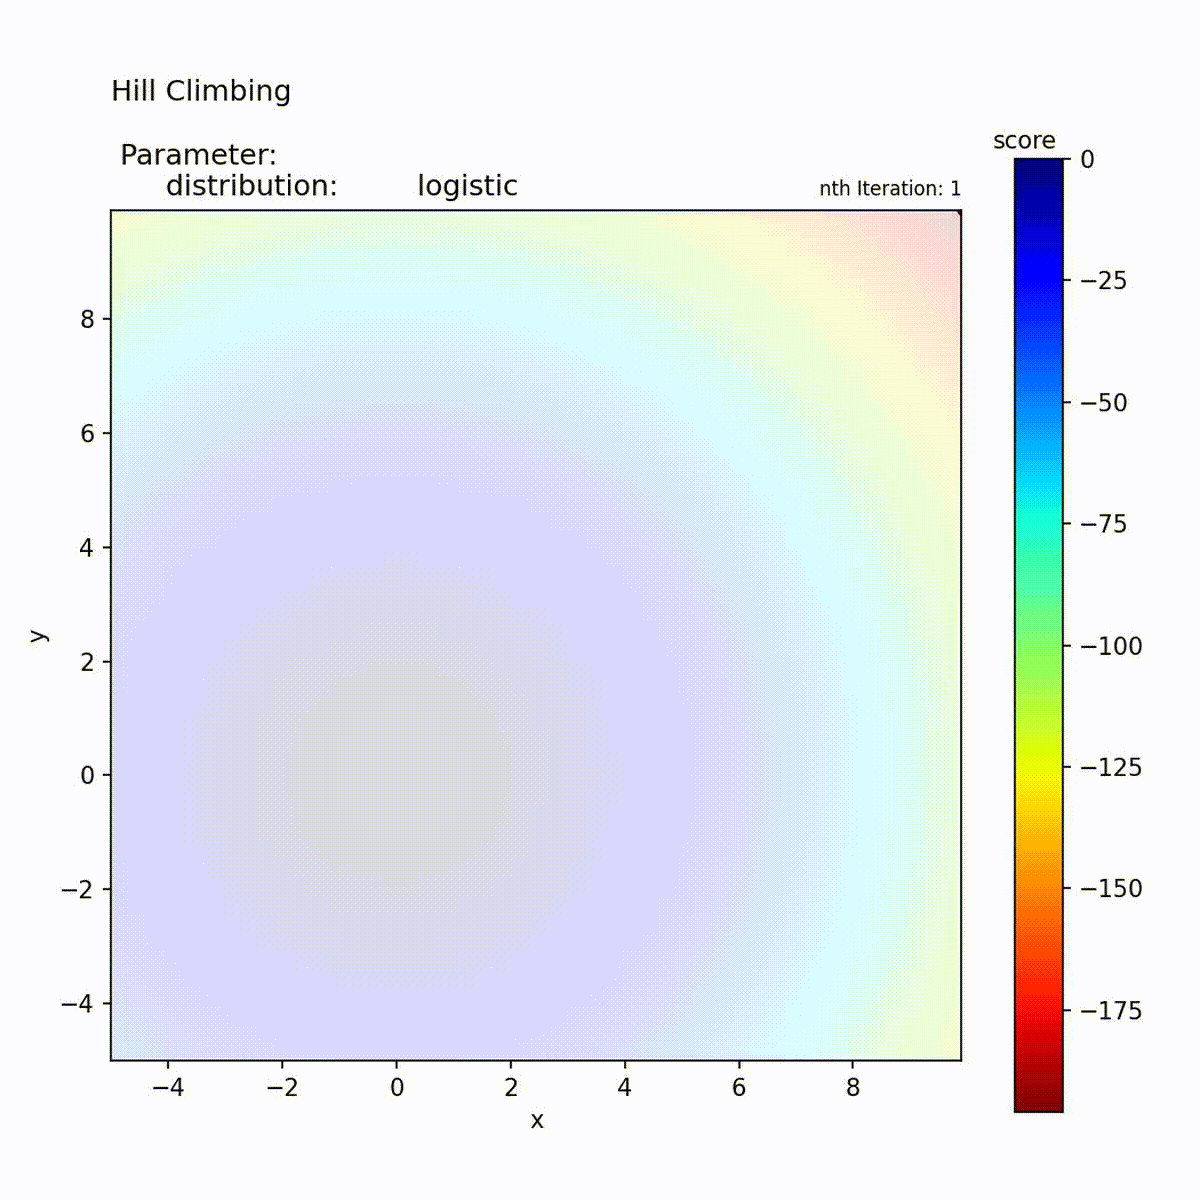 Hill Climbing
Parameter:
distribution: logistic
nth Iteration: 1
score
0
−25
−50
−75
−100
−125
−150
−175
8
6
4
2
0
−2
−4
y
−4 −2 0 2 4 6 8
x